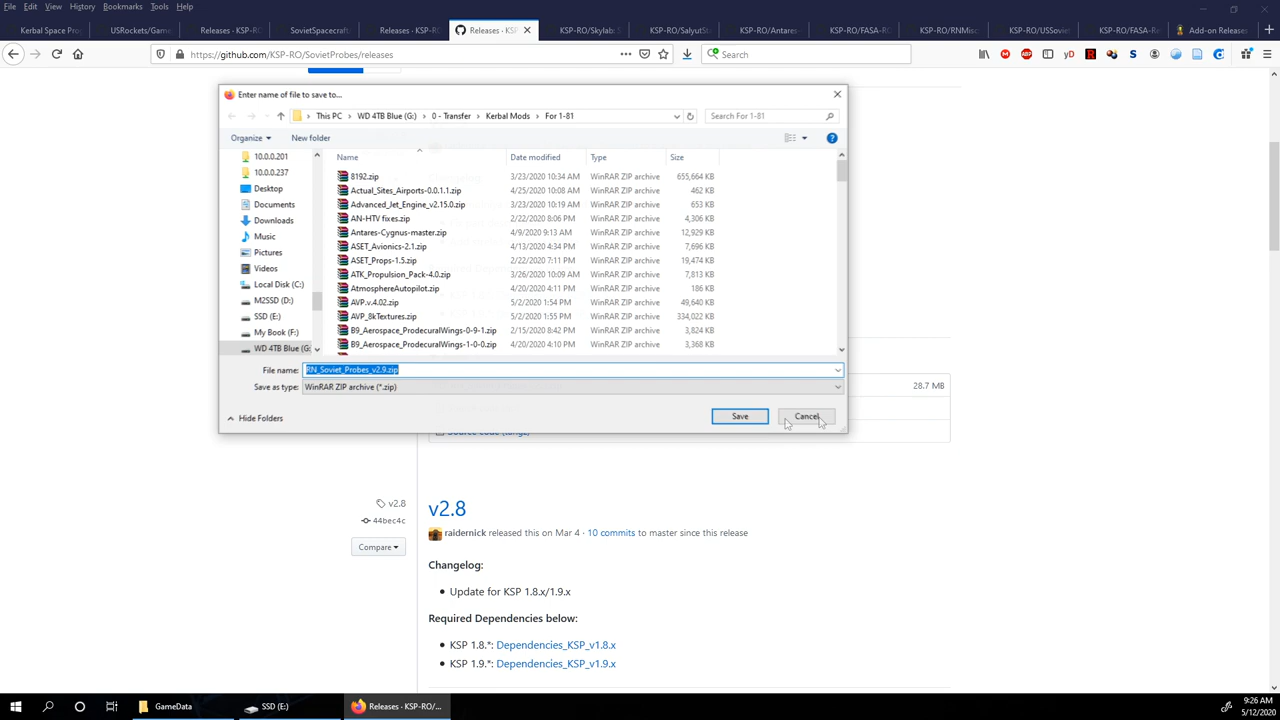 File Edit View History Bookmarks Tools Help
Kerbal Space Pro USRockets/Game Releases · KSP-R SovietSpacecraft Releases · KSP-RO Releases · KSP KSP-RO/Skylab: S KSP-RO/SalyutSt KSP-RO/Antares- KSP-RO/FASA-RO KSP-RO/RNMisc KSP-RO/USSovie KSP-RO/FASA-Re Add-on Releases
https://github.com/KSP-RO/SovietProbes/releases Search
Enter name of file to save to...
This PC > WD 4TB Blue (G:) > 0 - Transfer > Kerbal Mods > For 1-81 Search For 1-81
Organize New folder
10.0.0.201
10.0.0.237
Desktop
Documents
Downloads
Music
Pictures
Videos
Local Disk (C:)
M2SSD (D:)
SSD (E:)
My Book (F:)
WD 4TB Blue (G:
Name Date modified Type Size
8192.zip 3/23/2020 10:34 AM WinRAR ZIP archive 655,664 KB
Actual_Sites_Airports-0.0.1.1.zip 4/25/2020 10:08 AM WinRAR ZIP archive 462 KB
Advanced_Jet_Engine_v2.15.0.zip 3/23/2020 10:19 AM WinRAR ZIP archive 653 KB
AN-HTV fixes.zip 2/22/2020 8:06 PM WinRAR ZIP archive 4,306 KB
Antares-Cygnus-master.zip 4/9/2020 9:13 AM WinRAR ZIP archive 12,929 KB
ASET_Avionics-2.1.zip 4/13/2020 4:34 PM WinRAR ZIP archive 7,696 KB
ASET_Props-1.5.zip 2/22/2020 7:11 PM WinRAR ZIP archive 19,474 KB
ATK_Propulsion_Pack-4.0.zip 3/26/2020 10:09 AM WinRAR ZIP archive 7,813 KB
AtmosphereAutopilot.zip 4/20/2020 4:11 PM WinRAR ZIP archive 186 KB
AVP.v.4.02.zip 5/2/2020 1:54 PM WinRAR ZIP archive 49,640 KB
AVP_8kTextures.zip 5/2/2020 1:55 PM WinRAR ZIP archive 334,022 KB
B9_Aerospace_ProdecuralWings-0-9-1.zip 2/15/2020 8:42 PM WinRAR ZIP archive 3,824 KB
B9_Aerospace_ProdecuralWings-1-0-0.zip 4/20/2020 4:10 PM WinRAR ZIP archive 3,368 KB
File name: RN_Soviet_Probes_v2.9.zip
Save as type: WinRAR ZIP archive (*.zip)
Hide Folders Save Cancel
28.7 MB
v2.8
44bec4c
Compare
v2.8
raidernick released this on Mar 4 · 10 commits to master since this release
Changelog:
• Update for KSP 1.8.x/1.9.x
Required Dependencies below:
• KSP 1.8.*: Dependencies_KSP_v1.8.x
• KSP 1.9.*: Dependencies_KSP_v1.9.x
GameData SSD (E:) Releases · KSP-RO/...
9:26 AM
5/12/2020